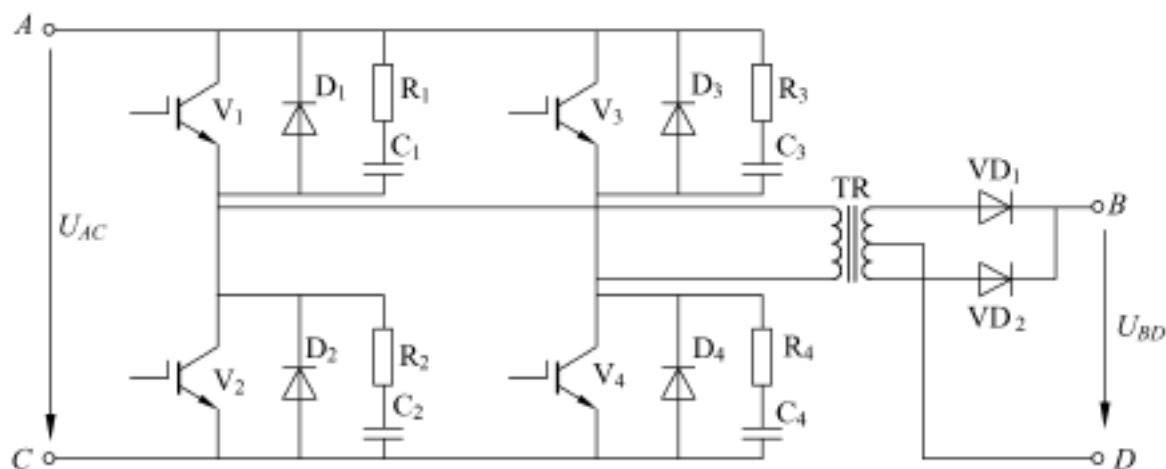 A
V1
D1
R1
C1
V3
D3
R3
C3
UAC
TR
VD1
B
VD2
UBD
V2
D2
R2
C2
V4
D4
R4
C4
C
D